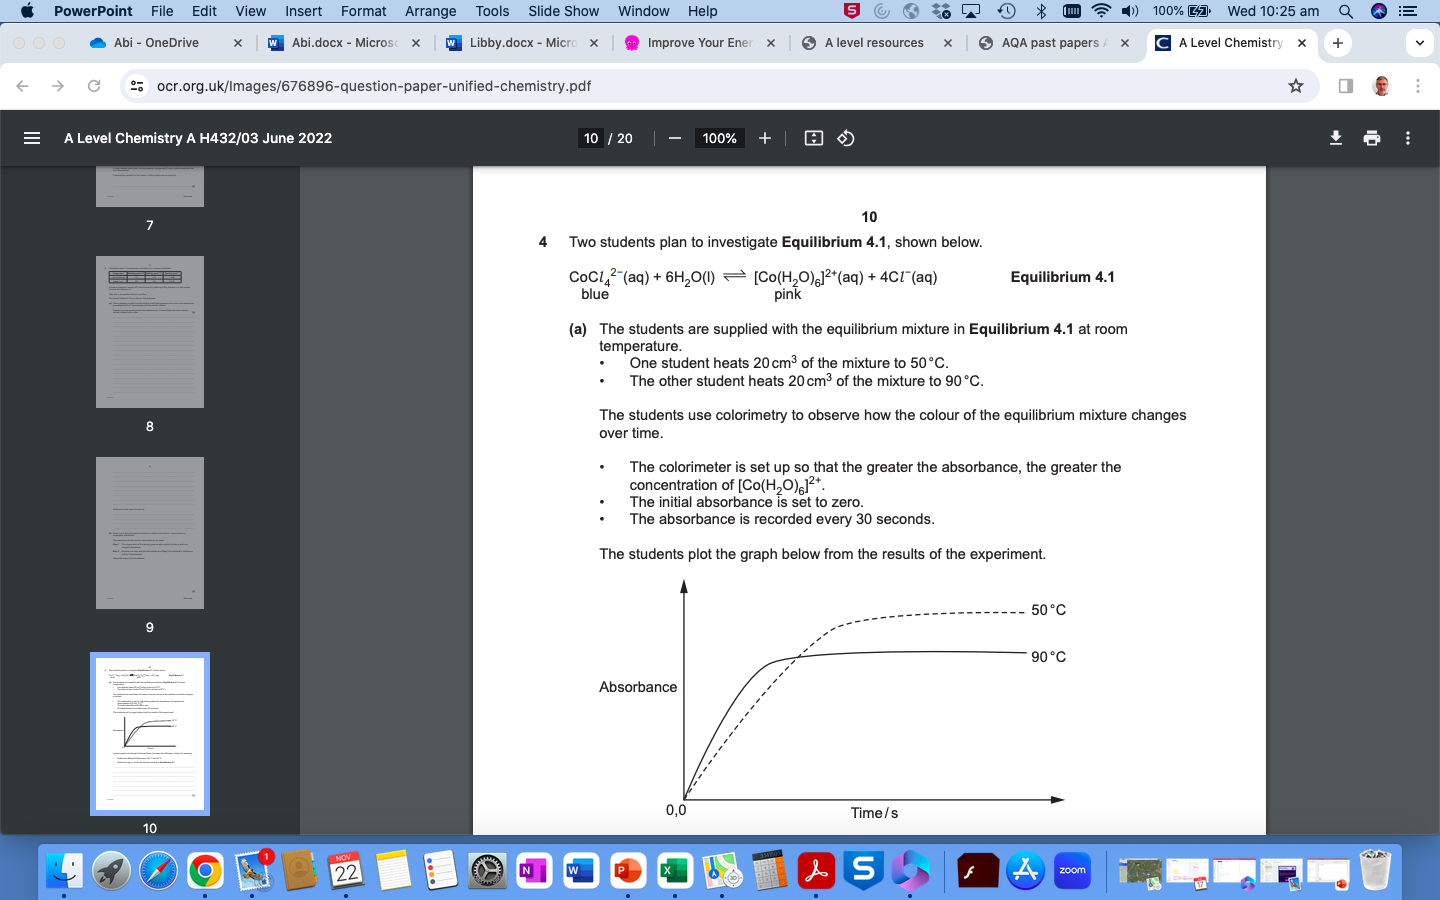 PowerPoint File Edit View Insert Format Arrange Tools Slide Show Window Help 100% Wed 10:25 am
Abi - OneDrive Abi.docx - Microso Libby.docx - Micro Improve Your Ener A level resources AQA past papers A Level Chemistry
ocr.org.uk/Images/676896-question-paper-unified-chemistry.pdf
A Level Chemistry A H432/03 June 2022 10 / 20 100%
7
8
9
10
10
4 Two students plan to investigate Equilibrium 4.1, shown below.
CoCl₄²⁻(aq) + 6H₂O(l) ⇌ [Co(H₂O)₆]²⁺(aq) + 4Cl⁻(aq) Equilibrium 4.1
blue pink
(a) The students are supplied with the equilibrium mixture in Equilibrium 4.1 at room
temperature.
• One student heats 20 cm³ of the mixture to 50 °C.
• The other student heats 20 cm³ of the mixture to 90 °C.
The students use colorimetry to observe how the colour of the equilibrium mixture changes
over time.
• The colorimeter is set up so that the greater the absorbance, the greater the
concentration of [Co(H₂O)₆]²⁺.
• The initial absorbance is set to zero.
• The absorbance is recorded every 30 seconds.
The students plot the graph below from the results of the experiment.
50 °C
90 °C
Absorbance
0,0
Time / s
1
NOV
22
zoom